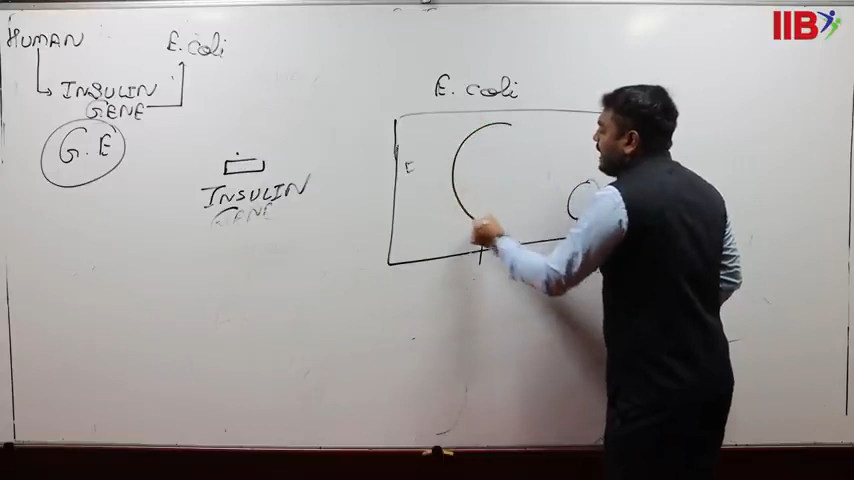 HUMAN
E. coli
INSULIN
GENE
G.E
INSULIN
GENE
E. coli
E
IIB